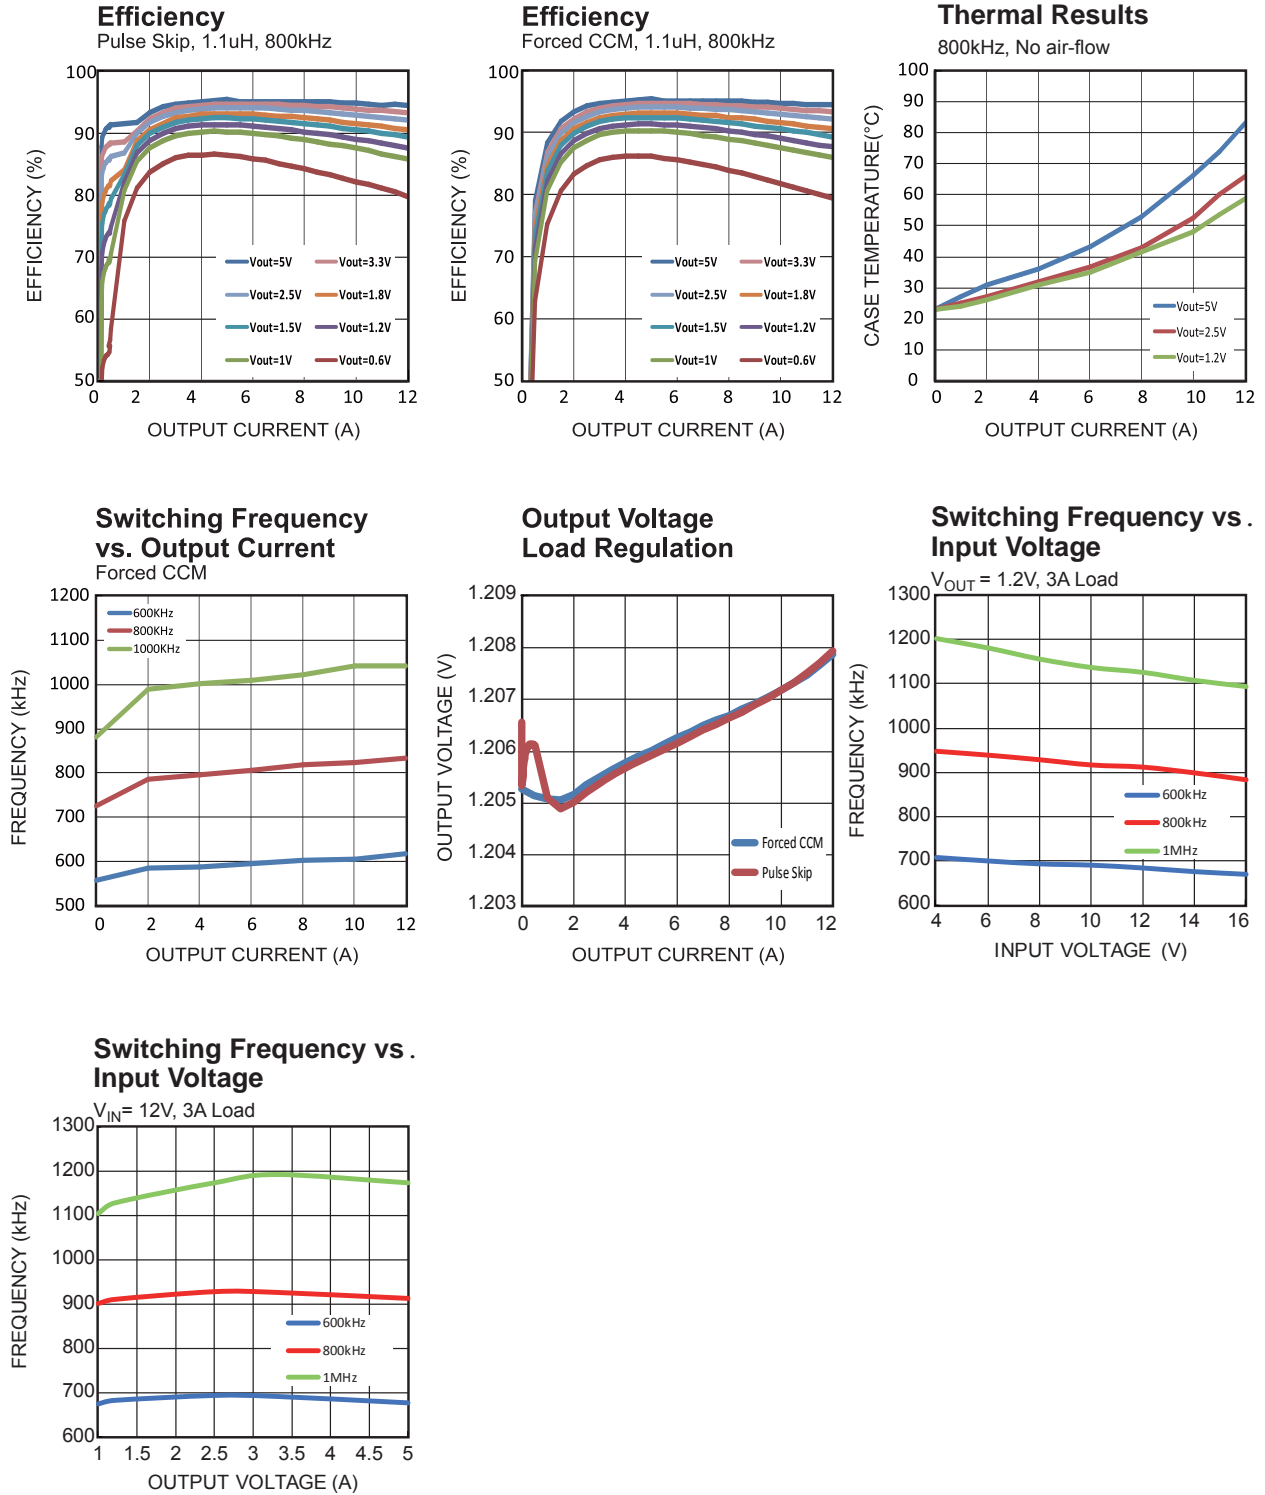 Efficiency
Pulse Skip, 1.1uH, 800kHz
100
90
80
70
60
50
EFFICIENCY (%)
Vout=5V
Vout=3.3V
Vout=2.5V
Vout=1.8V
Vout=1.5V
Vout=1.2V
Vout=1V
Vout=0.6V
0 2 4 6 8 10 12
OUTPUT CURRENT (A)
Efficiency
Forced CCM, 1.1uH, 800kHz
100
90
80
70
60
50
EFFICIENCY (%)
Vout=5V
Vout=3.3V
Vout=2.5V
Vout=1.8V
Vout=1.5V
Vout=1.2V
Vout=1V
Vout=0.6V
0 2 4 6 8 10 12
OUTPUT CURRENT (A)
Thermal Results
800kHz, No air-flow
100
90
80
70
60
50
40
30
20
10
0
CASE TEMPERATURE(°C)
Vout=5V
Vout=2.5V
Vout=1.2V
0 2 4 6 8 10 12
OUTPUT CURRENT (A)
Switching Frequency
vs. Output Current
Forced CCM
1200
1100
1000
900
800
700
600
500
FREQUENCY (kHz)
600KHz
800KHz
1000KHz
0 2 4 6 8 10 12
OUTPUT CURRENT (A)
Output Voltage
Load Regulation
1.209
1.208
1.207
1.206
1.205
1.204
1.203
OUTPUT VOLTAGE (V)
Forced CCM
Pulse Skip
0 2 4 6 8 10 12
OUTPUT CURRENT (A)
Switching Frequency vs .
Input Voltage
VOUT = 1.2V, 3A Load
1300
1200
1100
1000
900
800
700
600
FREQUENCY (kHz)
600kHz
800kHz
1MHz
4 6 8 10 12 14 16
INPUT VOLTAGE (V)
Switching Frequency vs .
Input Voltage
VIN= 12V, 3A Load
1300
1200
1100
1000
900
800
700
600
FREQUENCY (kHz)
600kHz
800kHz
1MHz
1 1.5 2 2.5 3 3.5 4 4.5 5
OUTPUT VOLTAGE (A)